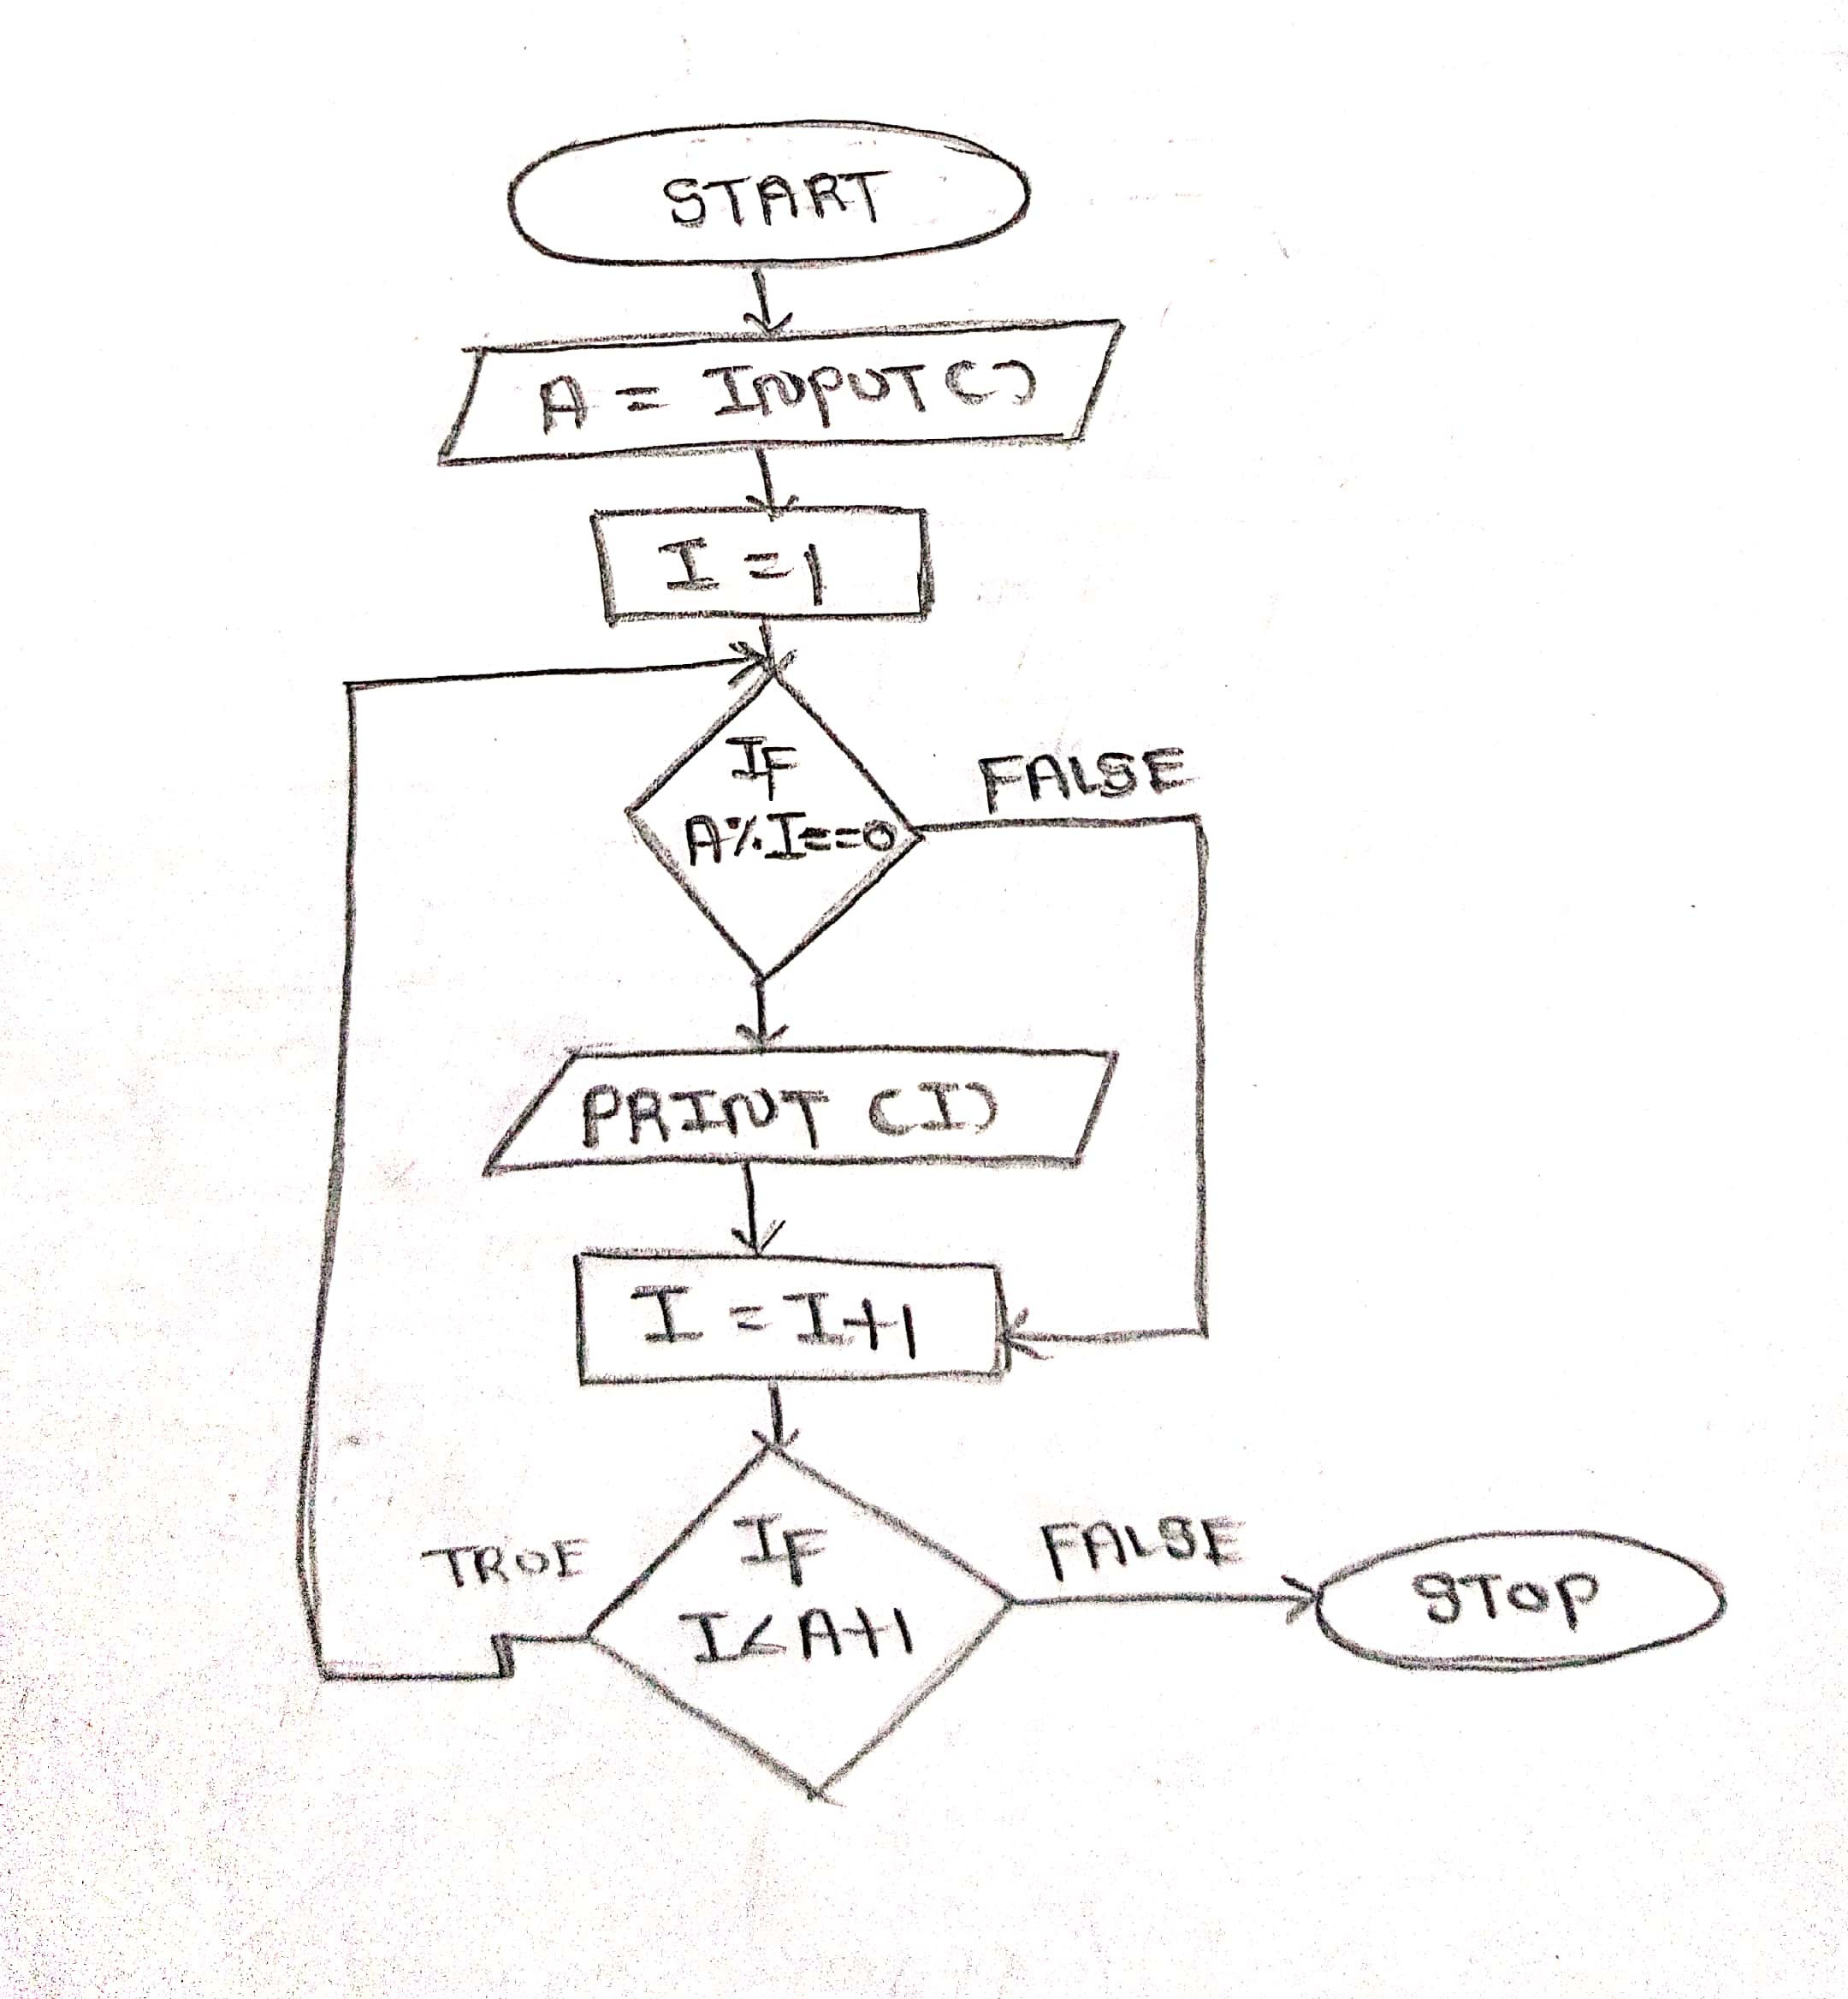 START
A = INPUT()
I = 1
IF
A%I==0
FALSE
PRINT (I)
I = I+1
IF
I<A+1
TRUE
FALSE
STOP